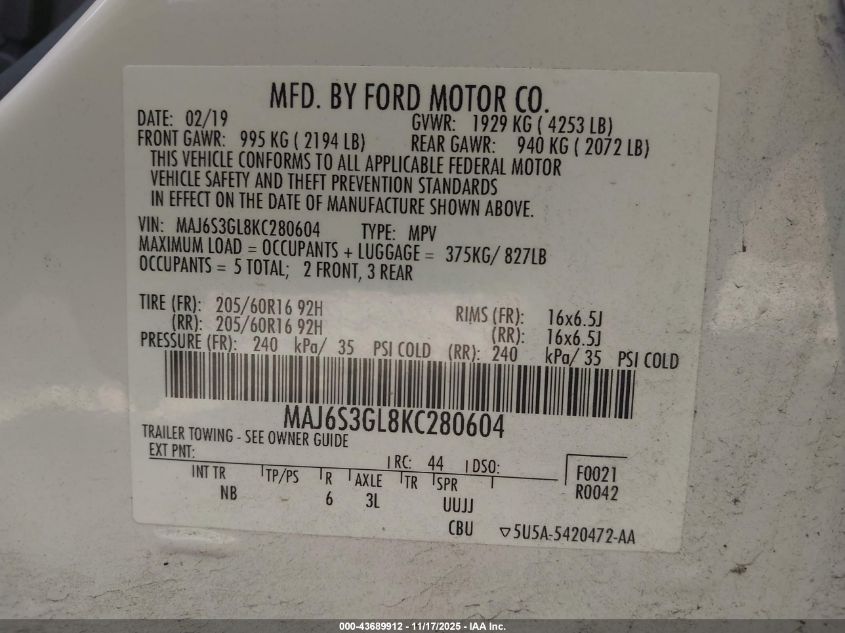 MFD. BY FORD MOTOR CO.
DATE: 02/19 GVWR: 1929 KG ( 4253 LB)
FRONT GAWR: 995 KG ( 2194 LB) REAR GAWR: 940 KG ( 2072 LB)
THIS VEHICLE CONFORMS TO ALL APPLICABLE FEDERAL MOTOR
VEHICLE SAFETY AND THEFT PREVENTION STANDARDS
IN EFFECT ON THE DATE OF MANUFACTURE SHOWN ABOVE.
VIN: MAJ6S3GL8KC280604 TYPE: MPV
MAXIMUM LOAD = OCCUPANTS + LUGGAGE = 375KG/ 827LB
OCCUPANTS = 5 TOTAL; 2 FRONT, 3 REAR
TIRE (FR): 205/60R16 92H RIMS (FR): 16x6.5J
(RR): 205/60R16 92H (RR): 16x6.5J
PRESSURE (FR): 240 kPa/ 35 PSI COLD (RR): 240 kPa/ 35 PSI COLD
MAJ6S3GL8KC280604
TRAILER TOWING - SEE OWNER GUIDE
EXT PNT: RC: 44 DSO: F0021
INT TR TP/PS R AXLE TR SPR R0042
NB 6 3L UUJJ
CBU 5U5A-5420472-AA
000-43689912 - 11/17/2025 - IAA Inc.